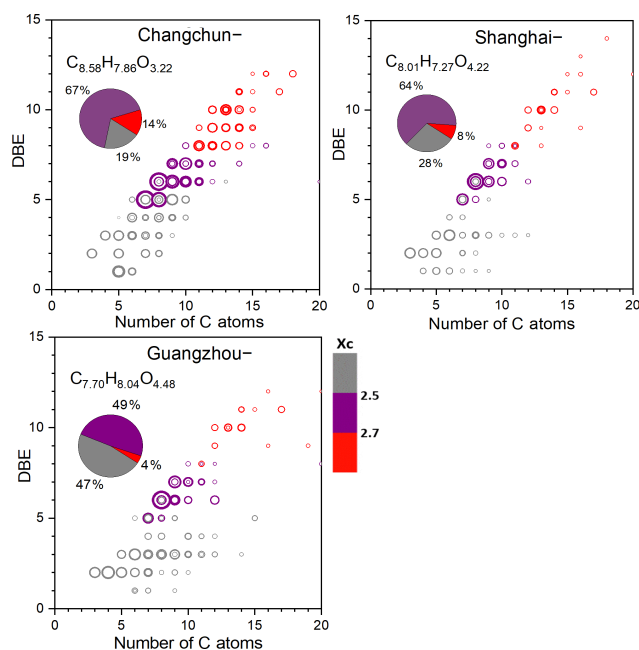 Changchun−
C8.58H7.86O3.22
67%
14%
19%
DBE
15
10
5
0
0 5 10 15 20
Number of C atoms
Shanghai−
C8.01H7.27O4.22
64%
8%
28%
DBE
15
10
5
0
0 5 10 15 20
Number of C atoms
Guangzhou−
C7.70H8.04O4.48
49%
4%
47%
DBE
15
10
5
0
0 5 10 15 20
Number of C atoms
Xc
2.5
2.7